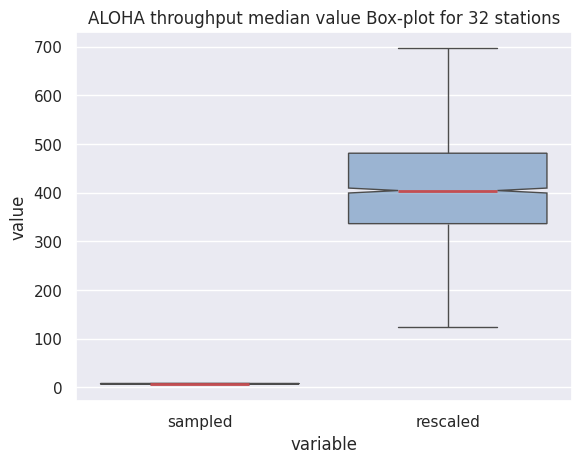 ALOHA throughput median value Box-plot for 32 stations
700
600
500
400
300
200
100
0
value
sampled
rescaled
variable